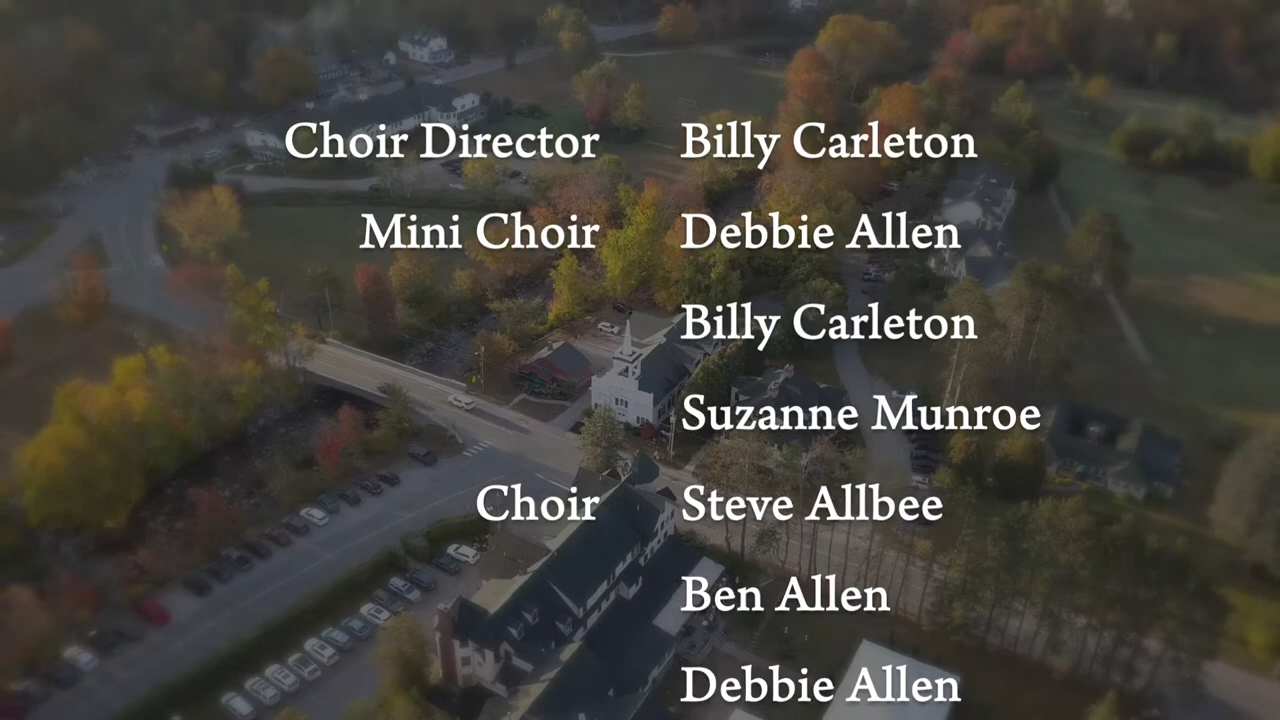 Choir Director Billy Carleton
Mini Choir Debbie Allen
Billy Carleton
Suzanne Munroe
Choir Steve Allbee
Ben Allen
Debbie Allen